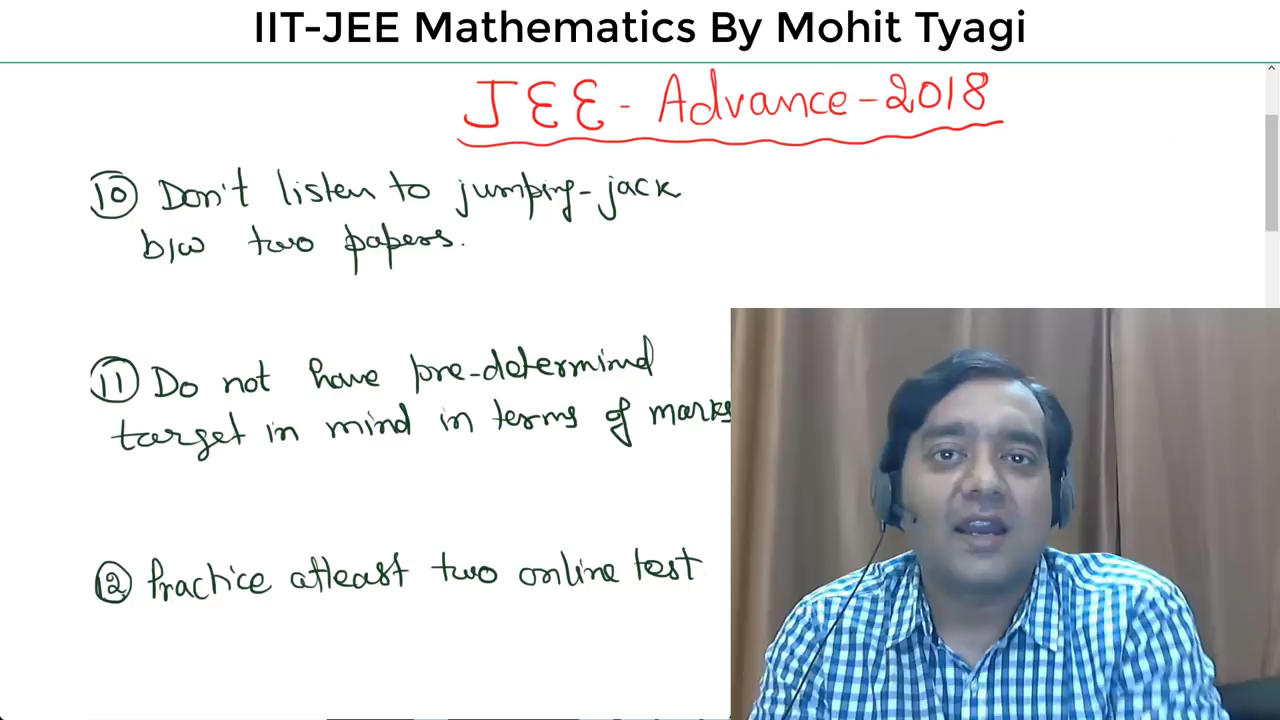 IIT-JEE Mathematics By Mohit Tyagi
JEE - Advance - 2018
10 Don't listen to jumping-jack
b/w two papers.
11 Do not have pre-determind
target in mind in terms of marks
12 Practice atleast two online test